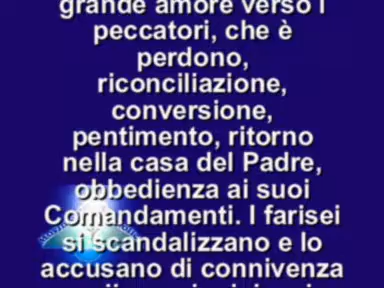 grande amore verso i
peccatori, che è
perdono,
riconciliazione,
conversione,
pentimento, ritorno
nella casa del Padre,
obbedienza ai suoi
Comandamenti. I farisei
si scandalizzano e lo
accusano di connivenza